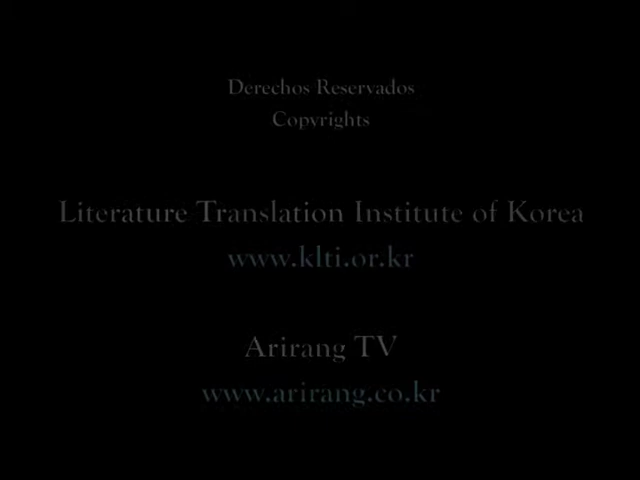 Derechos Reservados
Copyrights
Literature Translation Institute of Korea
www.klti.or.kr
Arirang TV
www.arirang.co.kr